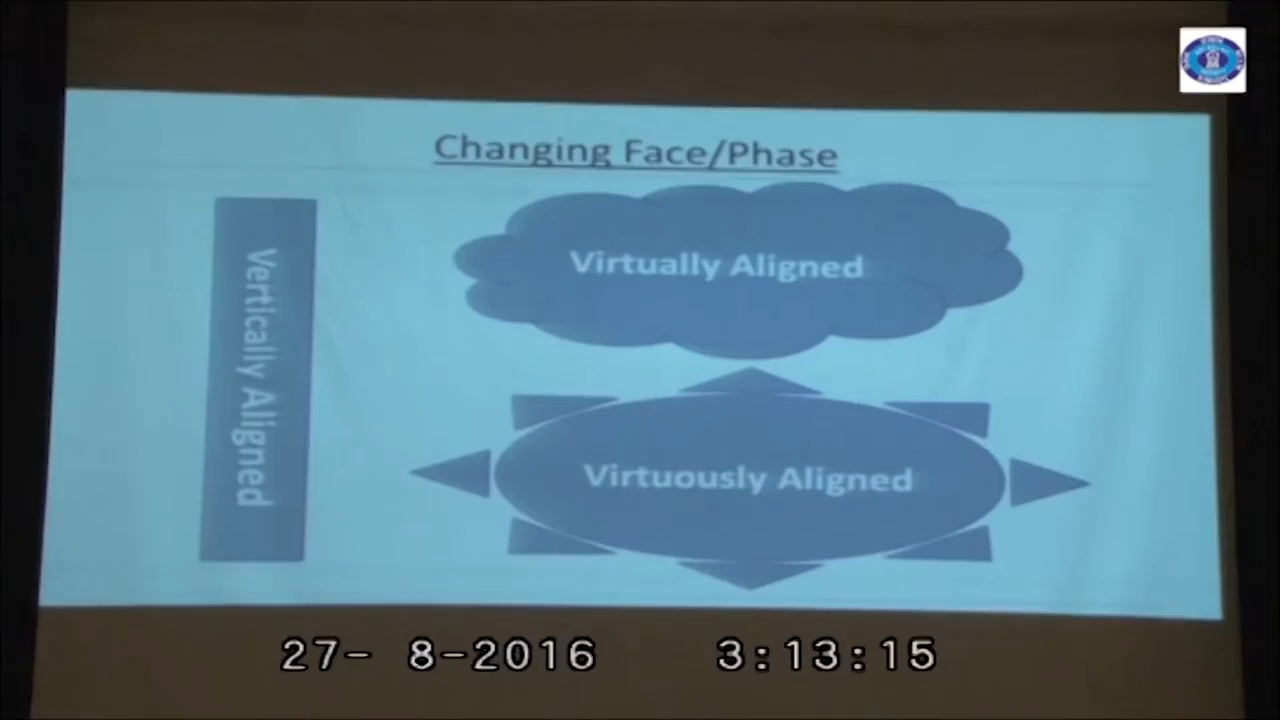 Changing Face/Phase
Vertically Aligned
Virtually Aligned
Virtuously Aligned
27- 8-2016 3:13:15